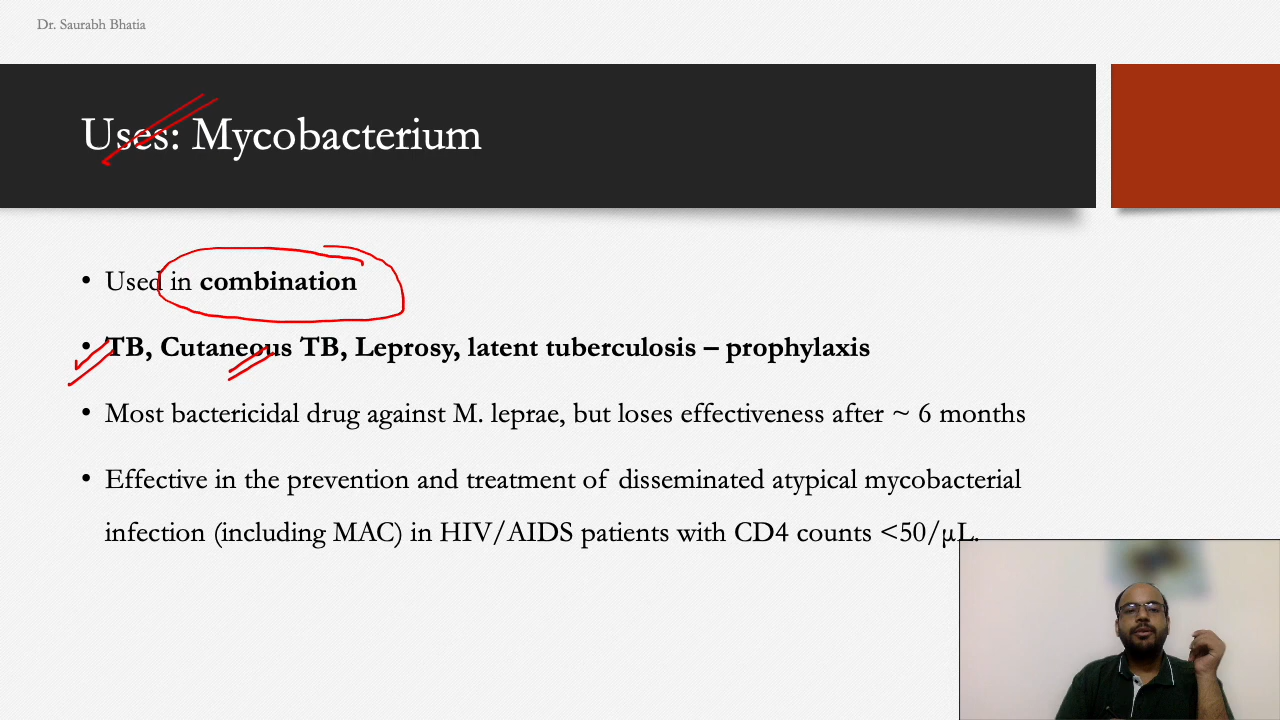 Dr. Saurabh Bhatia
Uses: Mycobacterium
• Used in combination
• TB, Cutaneous TB, Leprosy, latent tuberculosis – prophylaxis
• Most bactericidal drug against M. leprae, but loses effectiveness after ~ 6 months
• Effective in the prevention and treatment of disseminated atypical mycobacterial
infection (including MAC) in HIV/AIDS patients with CD4 counts <50/μL.